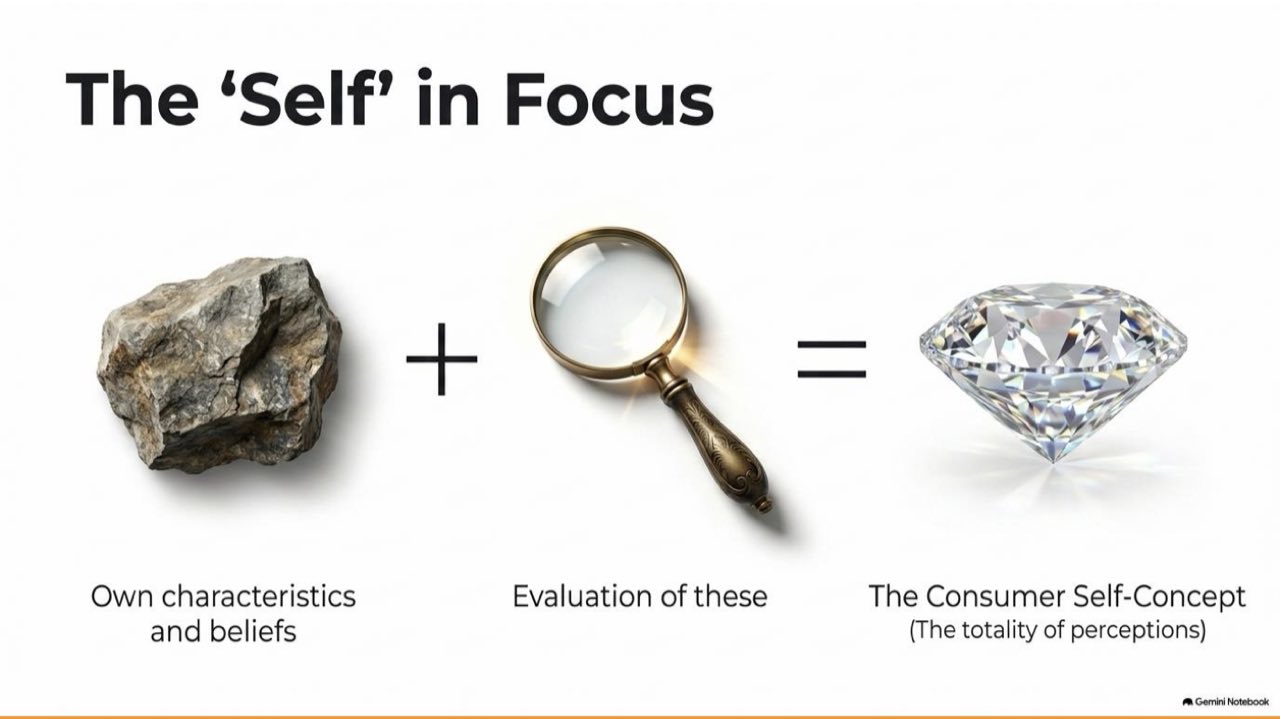 The ‘Self’ in Focus
+
=
Own characteristics
and beliefs
Evaluation of these
The Consumer Self-Concept
(The totality of perceptions)
Gemini Notebook